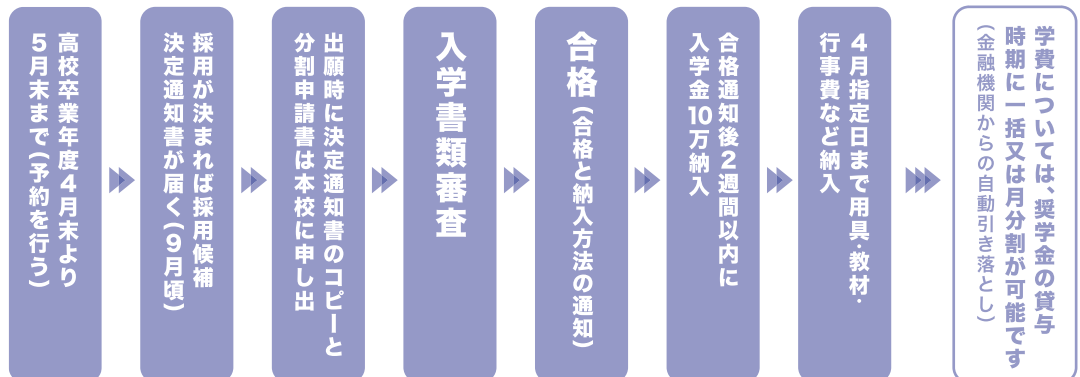 高校卒業年度4月末より
5月末まで(予約を行う)
採用が決まれば採用候補
決定通知書が届く(9月頃)
出願時に決定通知書のコピーと
分割申請書は本校に申し出
入学書類審査
合格(合格と納入方法の通知)
合格通知後2週間以内に
入学金10万納入
4月指定日まで用具・教材・
行事費など納入
学費については、奨学金の貸与
時期に一括又は月分割が可能です
(金融機関からの自動引き落とし)